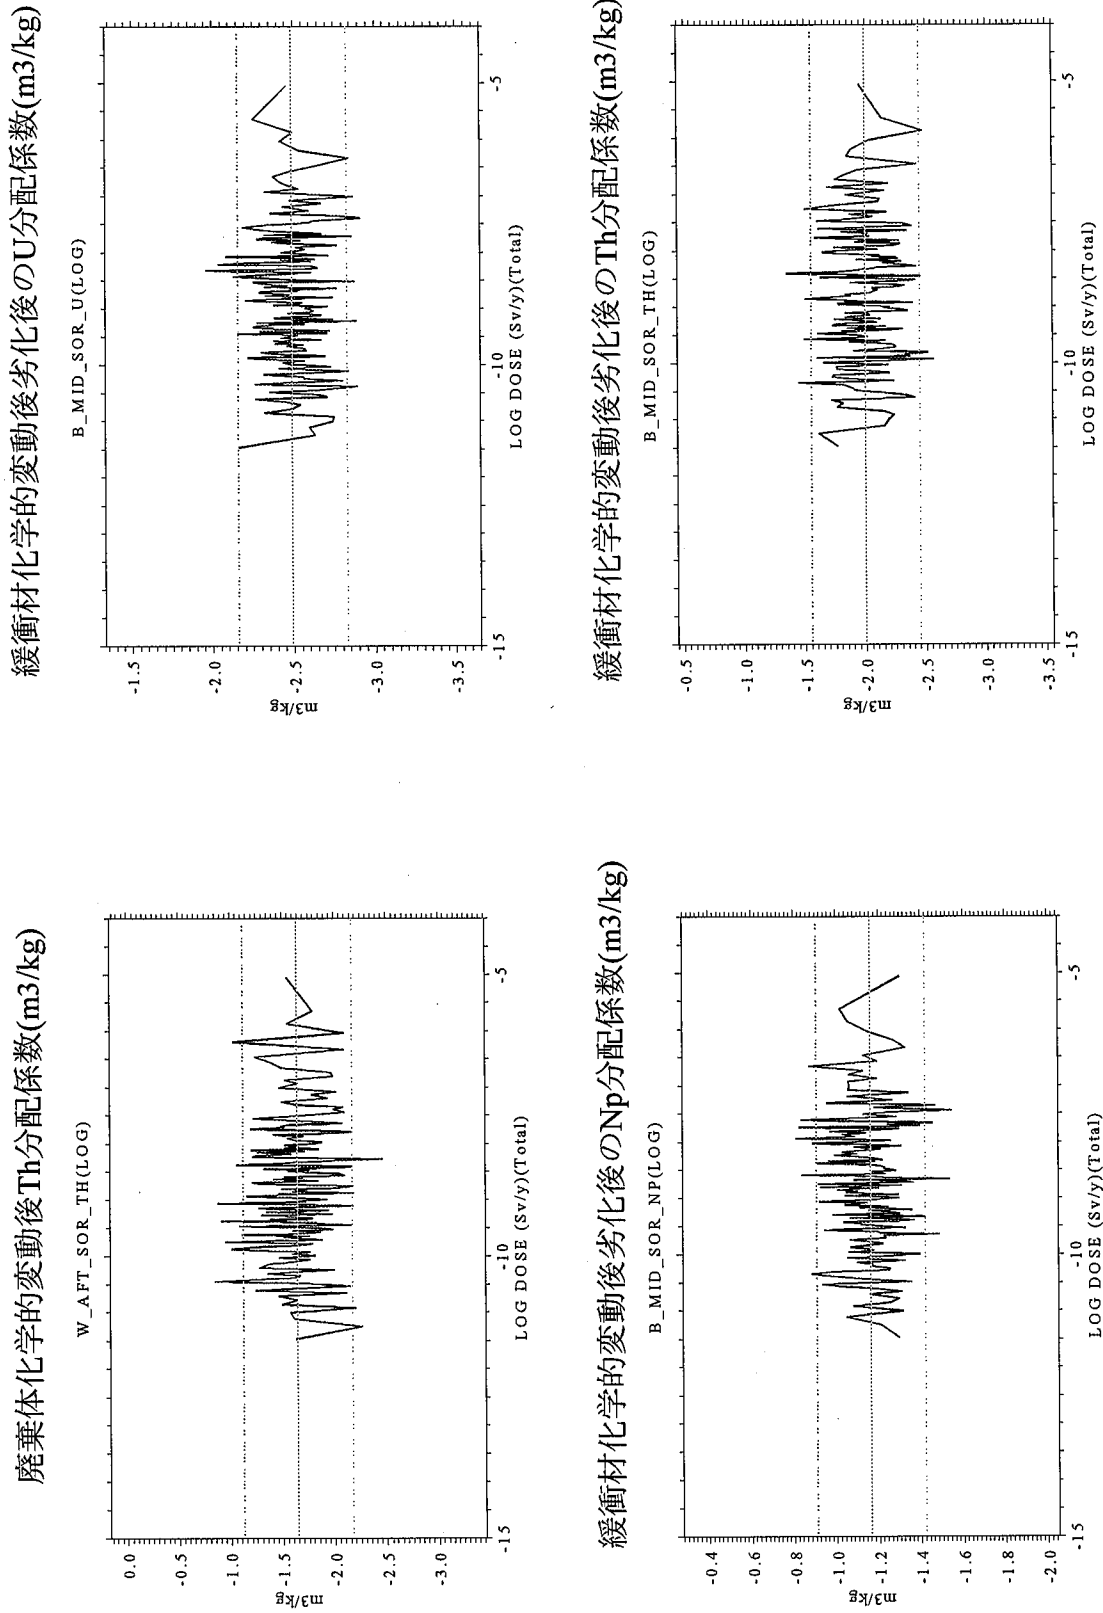 廃棄体化学的変動後Th分配係数(m3/kg)
W_AFT_SOR_TH(LOG)
0.0
-0.5
-1.0
-1.5
-2.0
-2.5
-3.0
m3/kg
-15
-10
-5
LOG DOSE (Sv/y)(Total)
緩衝材化学的変動後劣化後のU分配係数(m3/kg)
B_MID_SOR_U(LOG)
-1.5
-2.0
-2.5
-3.0
-3.5
m3/kg
-15
-10
-5
LOG DOSE (Sv/y)(Total)
緩衝材化学的変動後劣化後のNp分配係数(m3/kg)
B_MID_SOR_NP(LOG)
-0.4
-0.6
-0.8
-1.0
-1.2
-1.4
-1.6
-1.8
-2.0
m3/kg
-15
-10
-5
LOG DOSE (Sv/y)(Total)
緩衝材化学的変動後劣化後のTh分配係数(m3/kg)
B_MID_SOR_TH(LOG)
-0.5
-1.0
-1.5
-2.0
-2.5
-3.0
-3.5
m3/kg
-15
-10
-5
LOG DOSE (Sv/y)(Total)